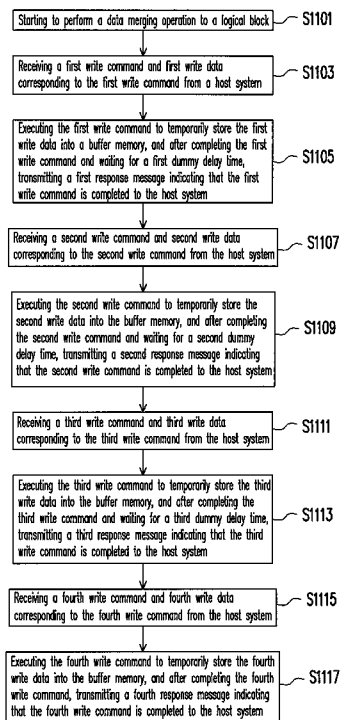 Starting to perform a data merging operation to a logical block
S1101
Receiving a first write command and first write data
corresponding to the first write command from a host system
S1103
Executing the first write command to temporarily store the first
write data into a buffer memory, and after completing the first
write command and waiting for a first dummy delay time,
transmitting a first response message indicating that the first
write command is completed to the host system
S1105
Receiving a second write command and second write data
corresponding to the second write command from the host system
S1107
Executing the second write command to temporarily store the
second write data into the buffer memory, and after completing
the second write command and waiting for a second dummy
delay time, transmitting a second response message indicating
that the second write command is completed to the host system
S1109
Receiving a third write command and third write data
corresponding to the third write command from the host system
S1111
Executing the third write command to temporarily store the third
write data into the buffer memory, and after completing the
third write command and waiting for a third dummy delay time,
transmitting a third response message indicating that the third
write command is completed to the host system
S1113
Receiving a fourth write command and fourth write data
corresponding to the fourth write command from the host system
S1115
Executing the fourth write command to temporarily store the fourth
write data into the buffer memory, and after completing the fourth
write command, transmitting a fourth response message indicating
that the fourth write command is completed to the host system
S1117